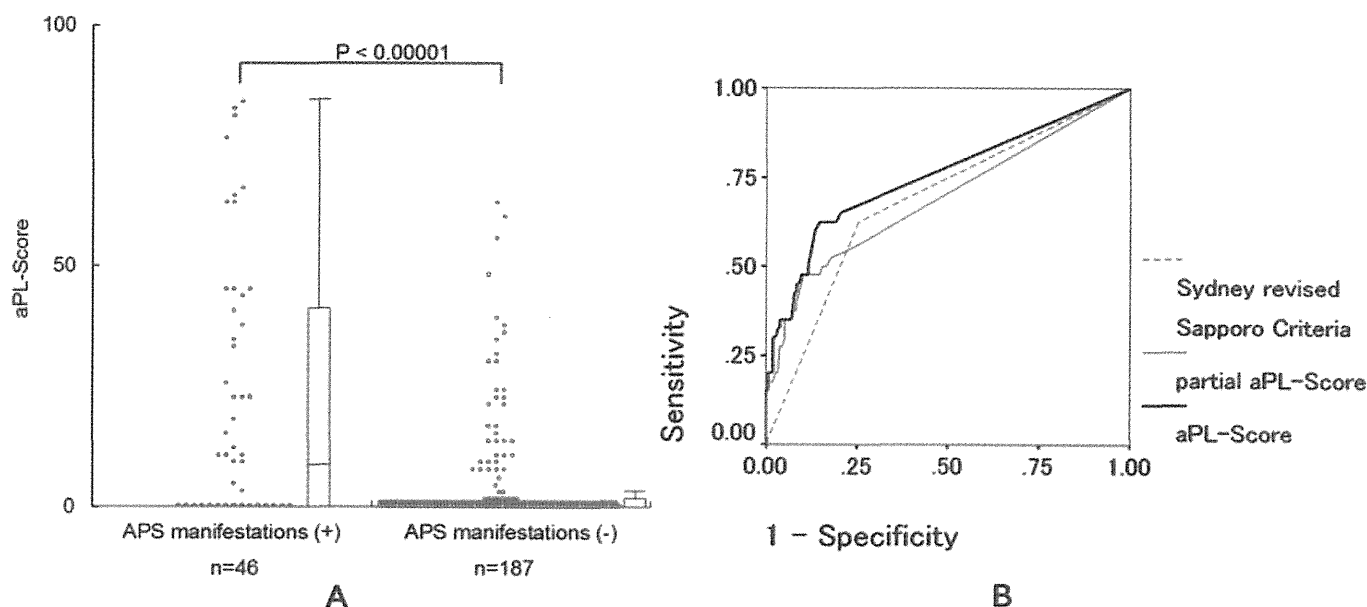 100
P < 0.00001
aPL-Score
50
0
APS manifestations (+) APS manifestations (-)
n=46 n=187
A
1.00
.75
.50
.25
0.00
Sensitivity
0.00 .25 .50 .75 1.00
1 - Specificity
Sydney revised
Sapporo Criteria
partial aPL-Score
aPL-Score
B